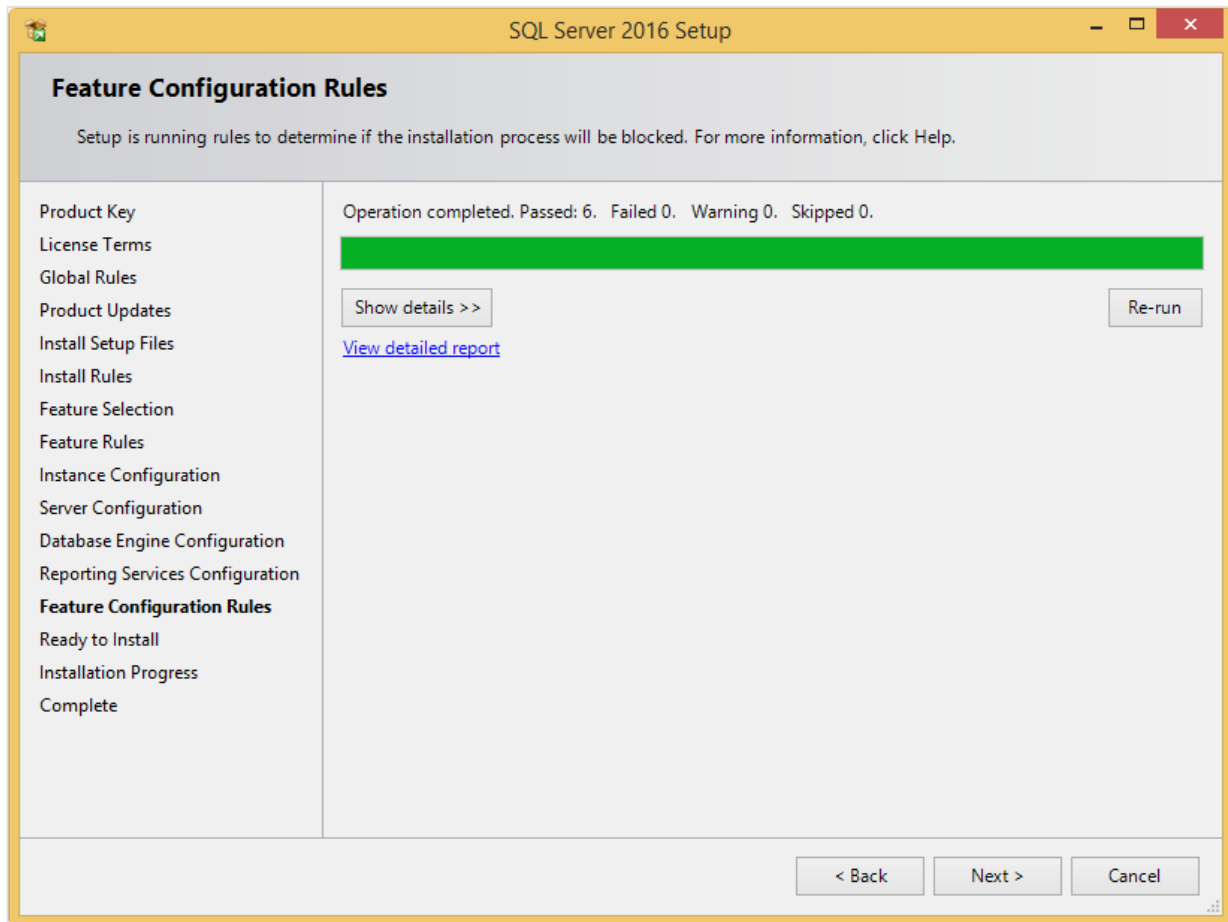 SQL Server 2016 Setup
Feature Configuration Rules
Setup is running rules to determine if the installation process will be blocked. For more information, click Help.
Product Key
License Terms
Global Rules
Product Updates
Install Setup Files
Install Rules
Feature Selection
Feature Rules
Instance Configuration
Server Configuration
Database Engine Configuration
Reporting Services Configuration
Feature Configuration Rules
Ready to Install
Installation Progress
Complete
Operation completed. Passed: 6. Failed 0. Warning 0. Skipped 0.
Show details >>
Re-run
View detailed report
< Back
Next >
Cancel